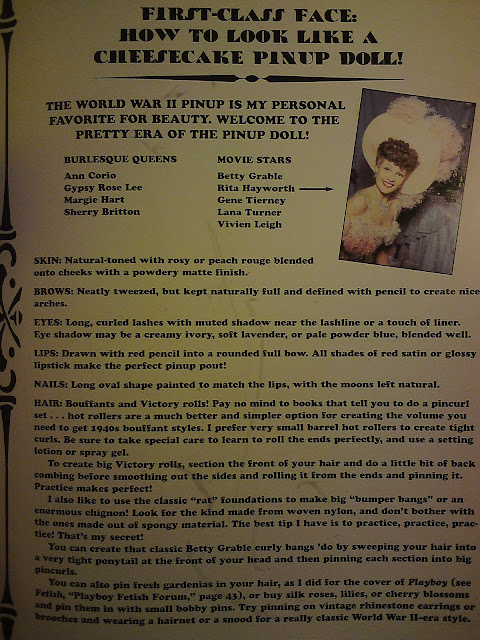 FIRST-CLASS FACE:
HOW TO LOOK LIKE A
CHEESECAKE PINUP DOLL!
THE WORLD WAR II PINUP IS MY PERSONAL
FAVORITE FOR BEAUTY. WELCOME TO THE
PRETTY ERA OF THE PINUP DOLL!
BURLESQUE QUEENS
Ann Corio
Gypsy Rose Lee
Margie Hart
Sherry Britton
MOVIE STARS
Betty Grable
Rita Hayworth
Gene Tierney
Lana Turner
Vivien Leigh
SKIN: Natural-toned with rosy or peach rouge blended
onto cheeks with a powdery matte finish.
BROWS: Neatly tweezed, but kept naturally full and defined with pencil to create nice
arches.
EYES: Long, curled lashes with muted shadow near the lashline or a touch of liner.
Eye shadow may be a creamy ivory, soft lavender, or pale powder blue, blended well.
LIPS: Drawn with red pencil into a rounded full bow. All shades of red satin or glossy
lipstick make the perfect pinup pout!
NAILS: Long oval shape painted to match the lips, with the moons left natural.
HAIR: Bouffants and Victory rolls! Pay no mind to books that tell you to do a pincurl
set . . . hot rollers are a much better and simpler option for creating the volume you
need to get 1940s bouffant styles. I prefer very small barrel hot rollers to create tight
curls. Be sure to take special care to learn to roll the ends perfectly, and use a setting
lotion or spray gel.
To create big Victory rolls, section the front of your hair and do a little bit of back
combing before smoothing out the sides and rolling it from the ends and pinning it.
Practice makes perfect!
I also like to use the classic “rat” foundations to make big “bumper bangs” or an
enormous chignon! Look for the kind made from woven nylon, and don't bother with
the ones made out of spongy material. The best tip I have is to practice, practice, prac-
tice! That's my secret!
You can create that classic Betty Grable curly bangs 'do by sweeping your hair into
a very tight ponytail at the front of your head and then pinning each section into big
pincurls.
You can also pin fresh gardenias in your hair, as I did for the cover of Playboy (see
Fetish, “Playboy Fetish Forum,” page 43), or buy silk roses, lilies, or cherry blossoms
and pin them in with small bobby pins. Try pinning on vintage rhinestone earrings or
brooches and wearing a hairnet or a snood for a really classic World War II-era style.